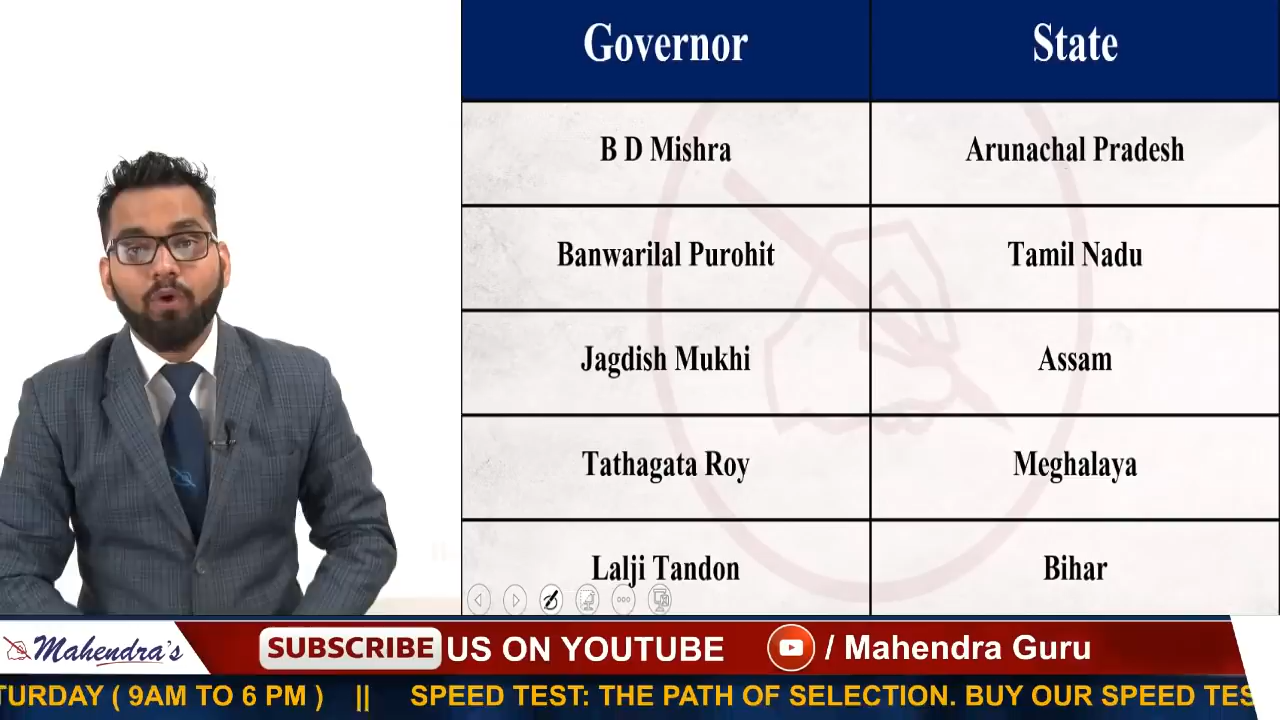 Governor State
B D Mishra Arunachal Pradesh
Banwarilal Purohit Tamil Nadu
Jagdish Mukhi Assam
Tathagata Roy Meghalaya
Lalji Tandon Bihar
Mahendra's SUBSCRIBE US ON YOUTUBE / Mahendra Guru
TURDAY ( 9AM TO 6 PM ) || SPEED TEST: THE PATH OF SELECTION. BUY OUR SPEED TES